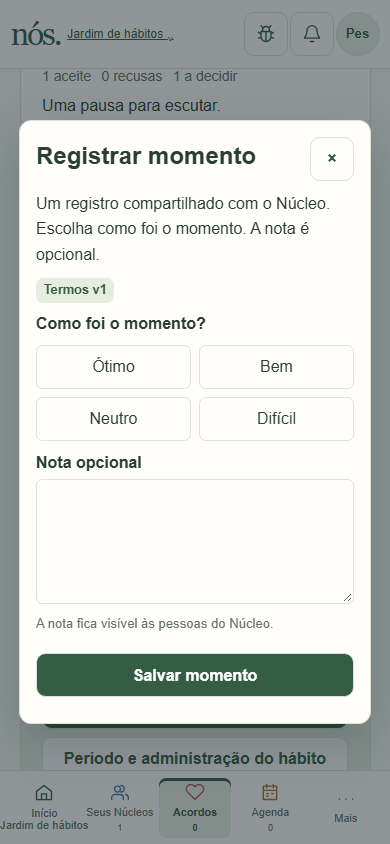 nós. Jardim de hábitos Pes
1 aceite 0 recusas 1 a decidir
Uma pausa para escutar.
Registrar momento ×
Um registro compartilhado com o Núcleo.
Escolha como foi o momento. A nota é
opcional.
Termos v1
Como foi o momento?
Ótimo Bem
Neutro Difícil
Nota opcional
A nota fica visível às pessoas do Núcleo.
Salvar momento
Período e administração do hábito
Início Seus Núcleos Acordos Agenda Mais
Jardim de hábitos 1 0 0